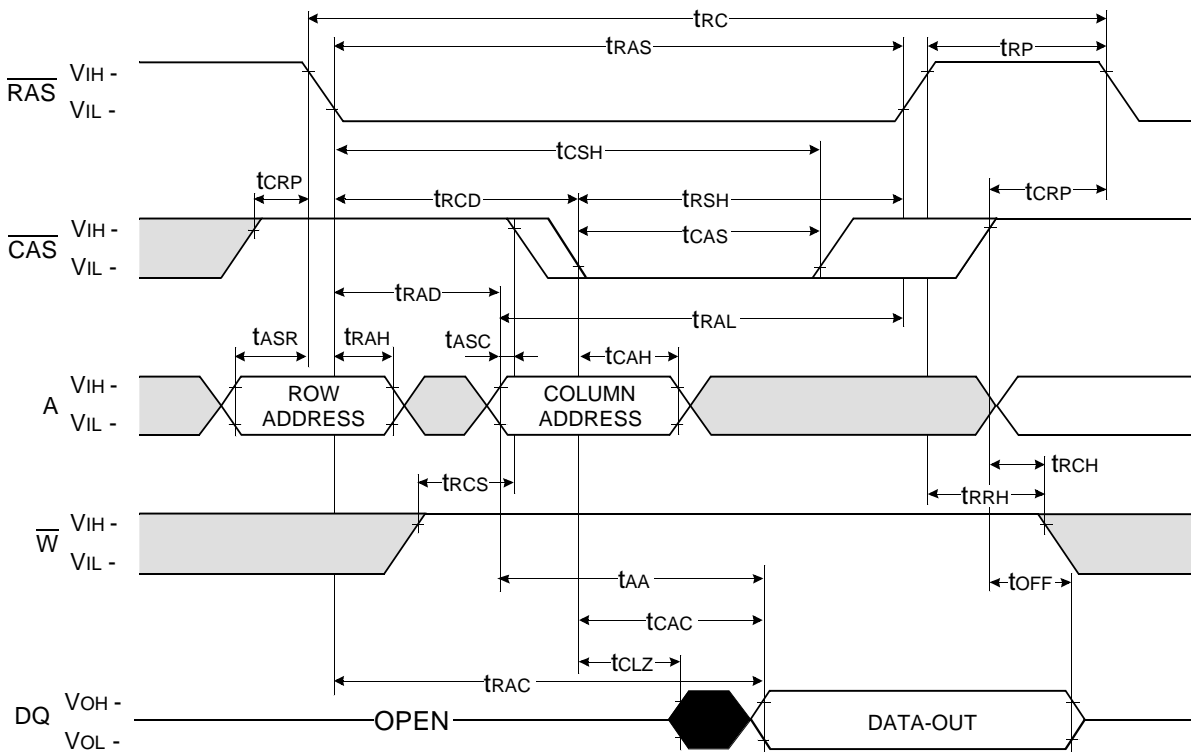 tRC
tRAS
tRP
RAS
VIH -
VIL -
tCSH
tCRP
tRCD
tRSH
tCRP
CAS
VIH -
VIL -
tCAS
tRAD
tRAL
tASR
tRAH
tASC
tCAH
A
VIH -
VIL -
ROW
ADDRESS
COLUMN
ADDRESS
tRCS
tRCH
tRRH
W
VIH -
VIL -
tAA
tOFF
tCAC
tCLZ
tRAC
DQ
VOH -
VOL -
OPEN
DATA-OUT